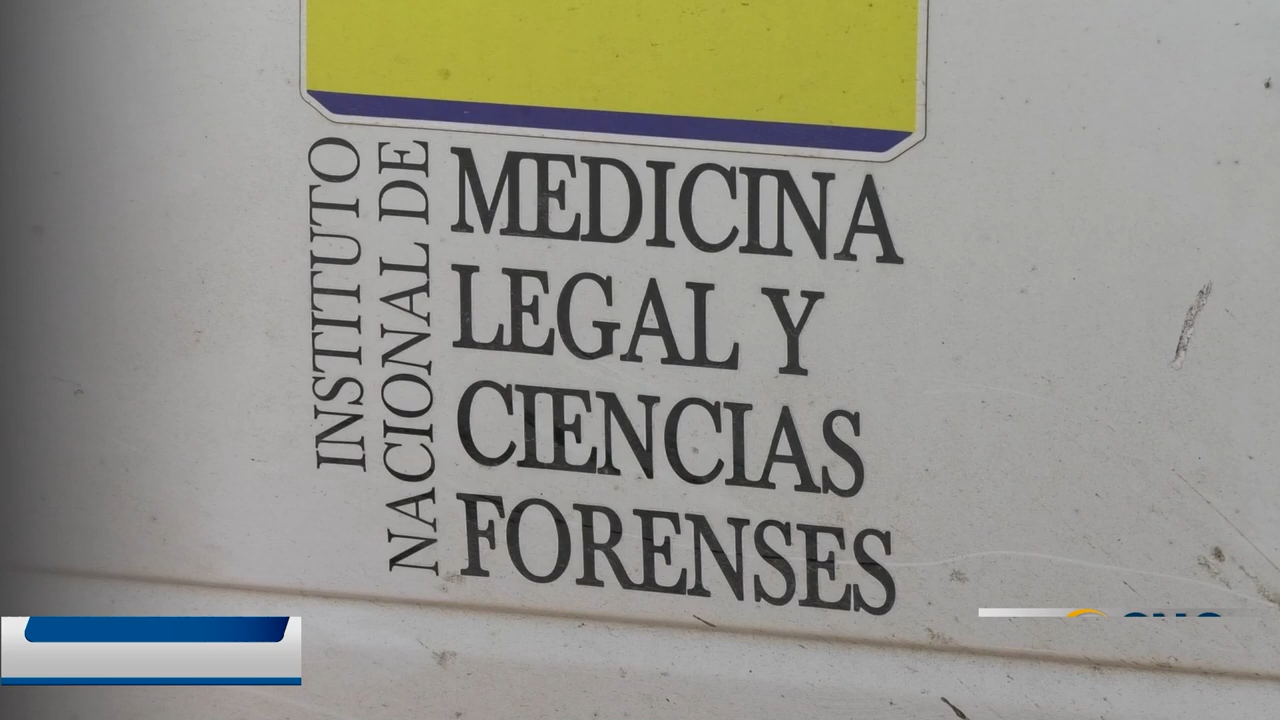 INSTITUTO
NACIONAL DE
MEDICINA
LEGAL Y
CIENCIAS
FORENSES